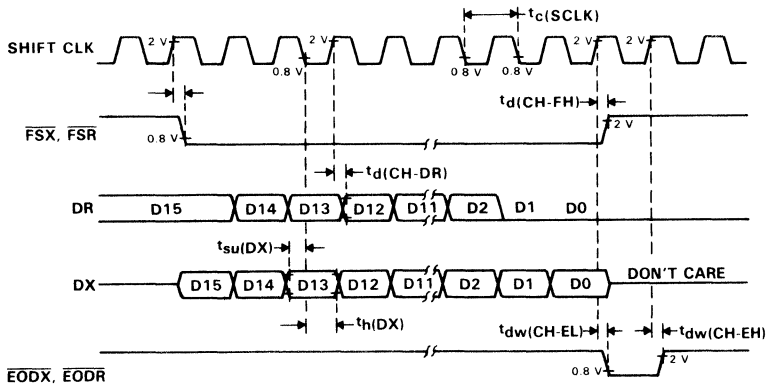 tc(SCLK)
SHIFT CLK
2 V
2 V
2 V
2 V
0.8 V
0.8 V
0.8 V
td(CH-FH)
FSX, FSR
0.8 V
2 V
td(CH-DR)
DR D15 D14 D13 D12 D11 D2 D1 D0
tsu(DX)
DX D15 D14 D13 D12 D11 D2 D1 D0 DON'T CARE
th(DX)
tdw(CH-EL) tdw(CH-EH)
EODX, EODR
0.8 V
2 V